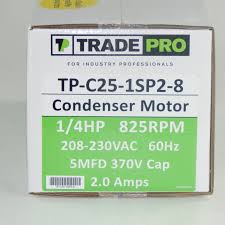 TRADE PRO
FOR INDUSTRY PROFESSIONALS
TP-C25-1SP2-8
Condenser Motor
1/4HP 825RPM
208-230VAC 60Hz
5MFD 370V Cap
2.0 Amps